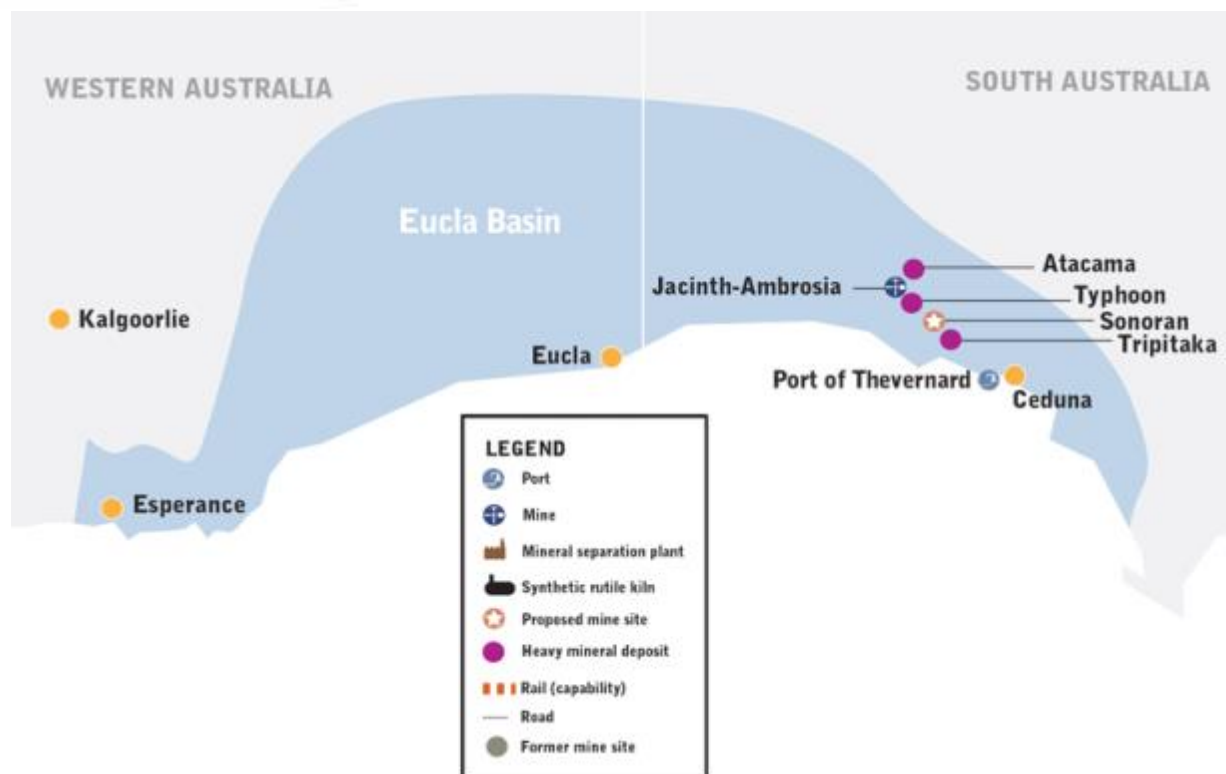 WESTERN AUSTRALIA
SOUTH AUSTRALIA
Eucla Basin
Atacama
Jacinth-Ambrosia
Typhoon
Sonoran
Tripitaka
Kalgoorlie
Eucla
Port of Thevernard
Ceduna
Esperance
LEGEND
Port
Mine
Mineral separation plant
Synthetic rutile kiln
Proposed mine site
Heavy mineral deposit
Rail (capability)
Road
Former mine site